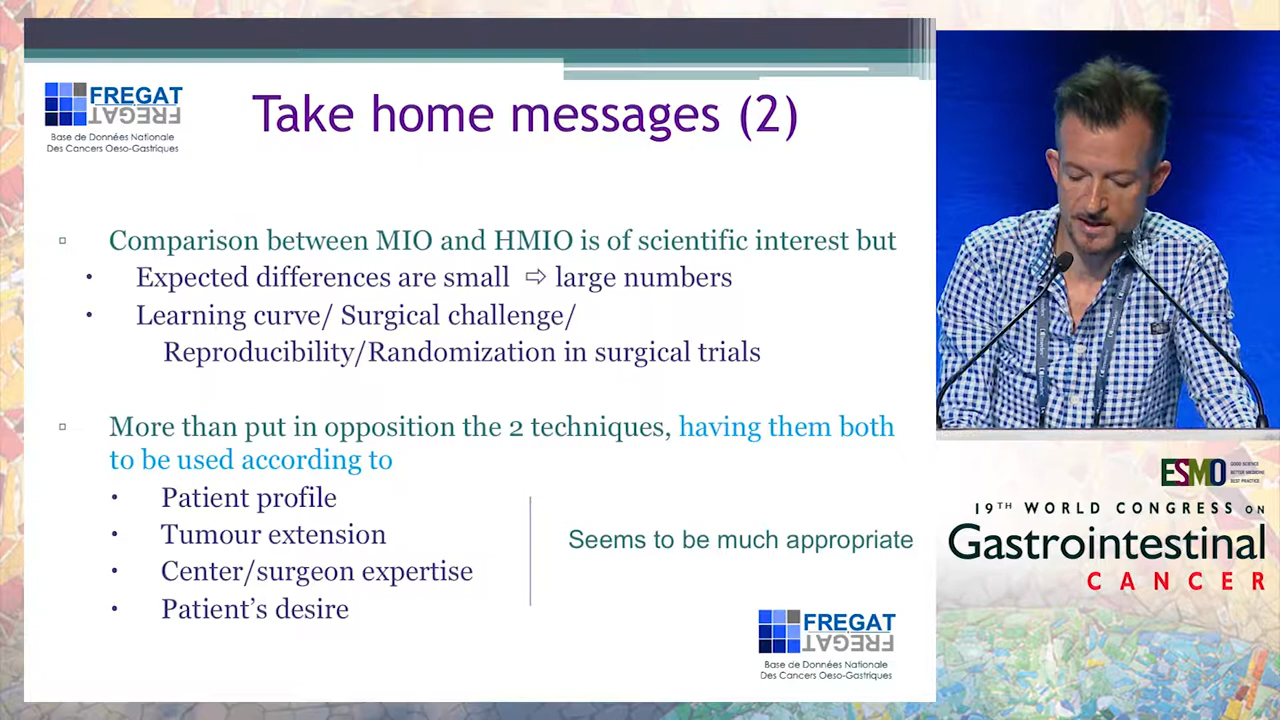 FREGAT
FREGAT
Base de Données Nationale
Des Cancers Oeso-Gastriques
Take home messages (2)
Comparison between MIO and HMIO is of scientific interest but
Expected differences are small ⇨ large numbers
Learning curve/ Surgical challenge/
Reproducibility/Randomization in surgical trials
More than put in opposition the 2 techniques, having them both
to be used according to
Patient profile
Tumour extension
Center/surgeon expertise
Patient's desire
Seems to be much appropriate
FREGAT
FREGAT
Base de Données Nationale
Des Cancers Oeso-Gastriques
ESMO
GOOD SCIENCE
BETTER MEDICINE
BEST PRACTICE
19TH WORLD CONGRESS ON
Gastrointestinal
CANCER